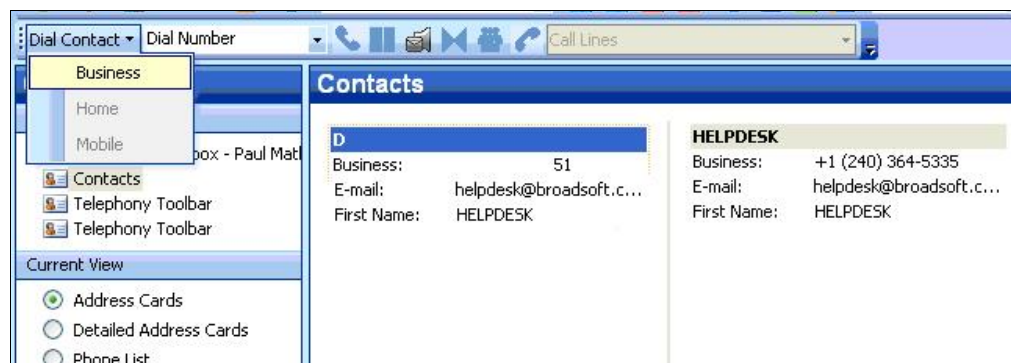 Dial Contact Dial Number Call Lines
Business
Home
Mobile
Contacts
D
Business: 51
E-mail: helpdesk@broadsoft.c...
First Name: HELPDESK
HELPDESK
Business: +1 (240) 364-5335
E-mail: helpdesk@broadsoft.c...
First Name: HELPDESK
box - Paul Matl
Contacts
Telephony Toolbar
Telephony Toolbar
Current View
Address Cards
Detailed Address Cards
Phone List